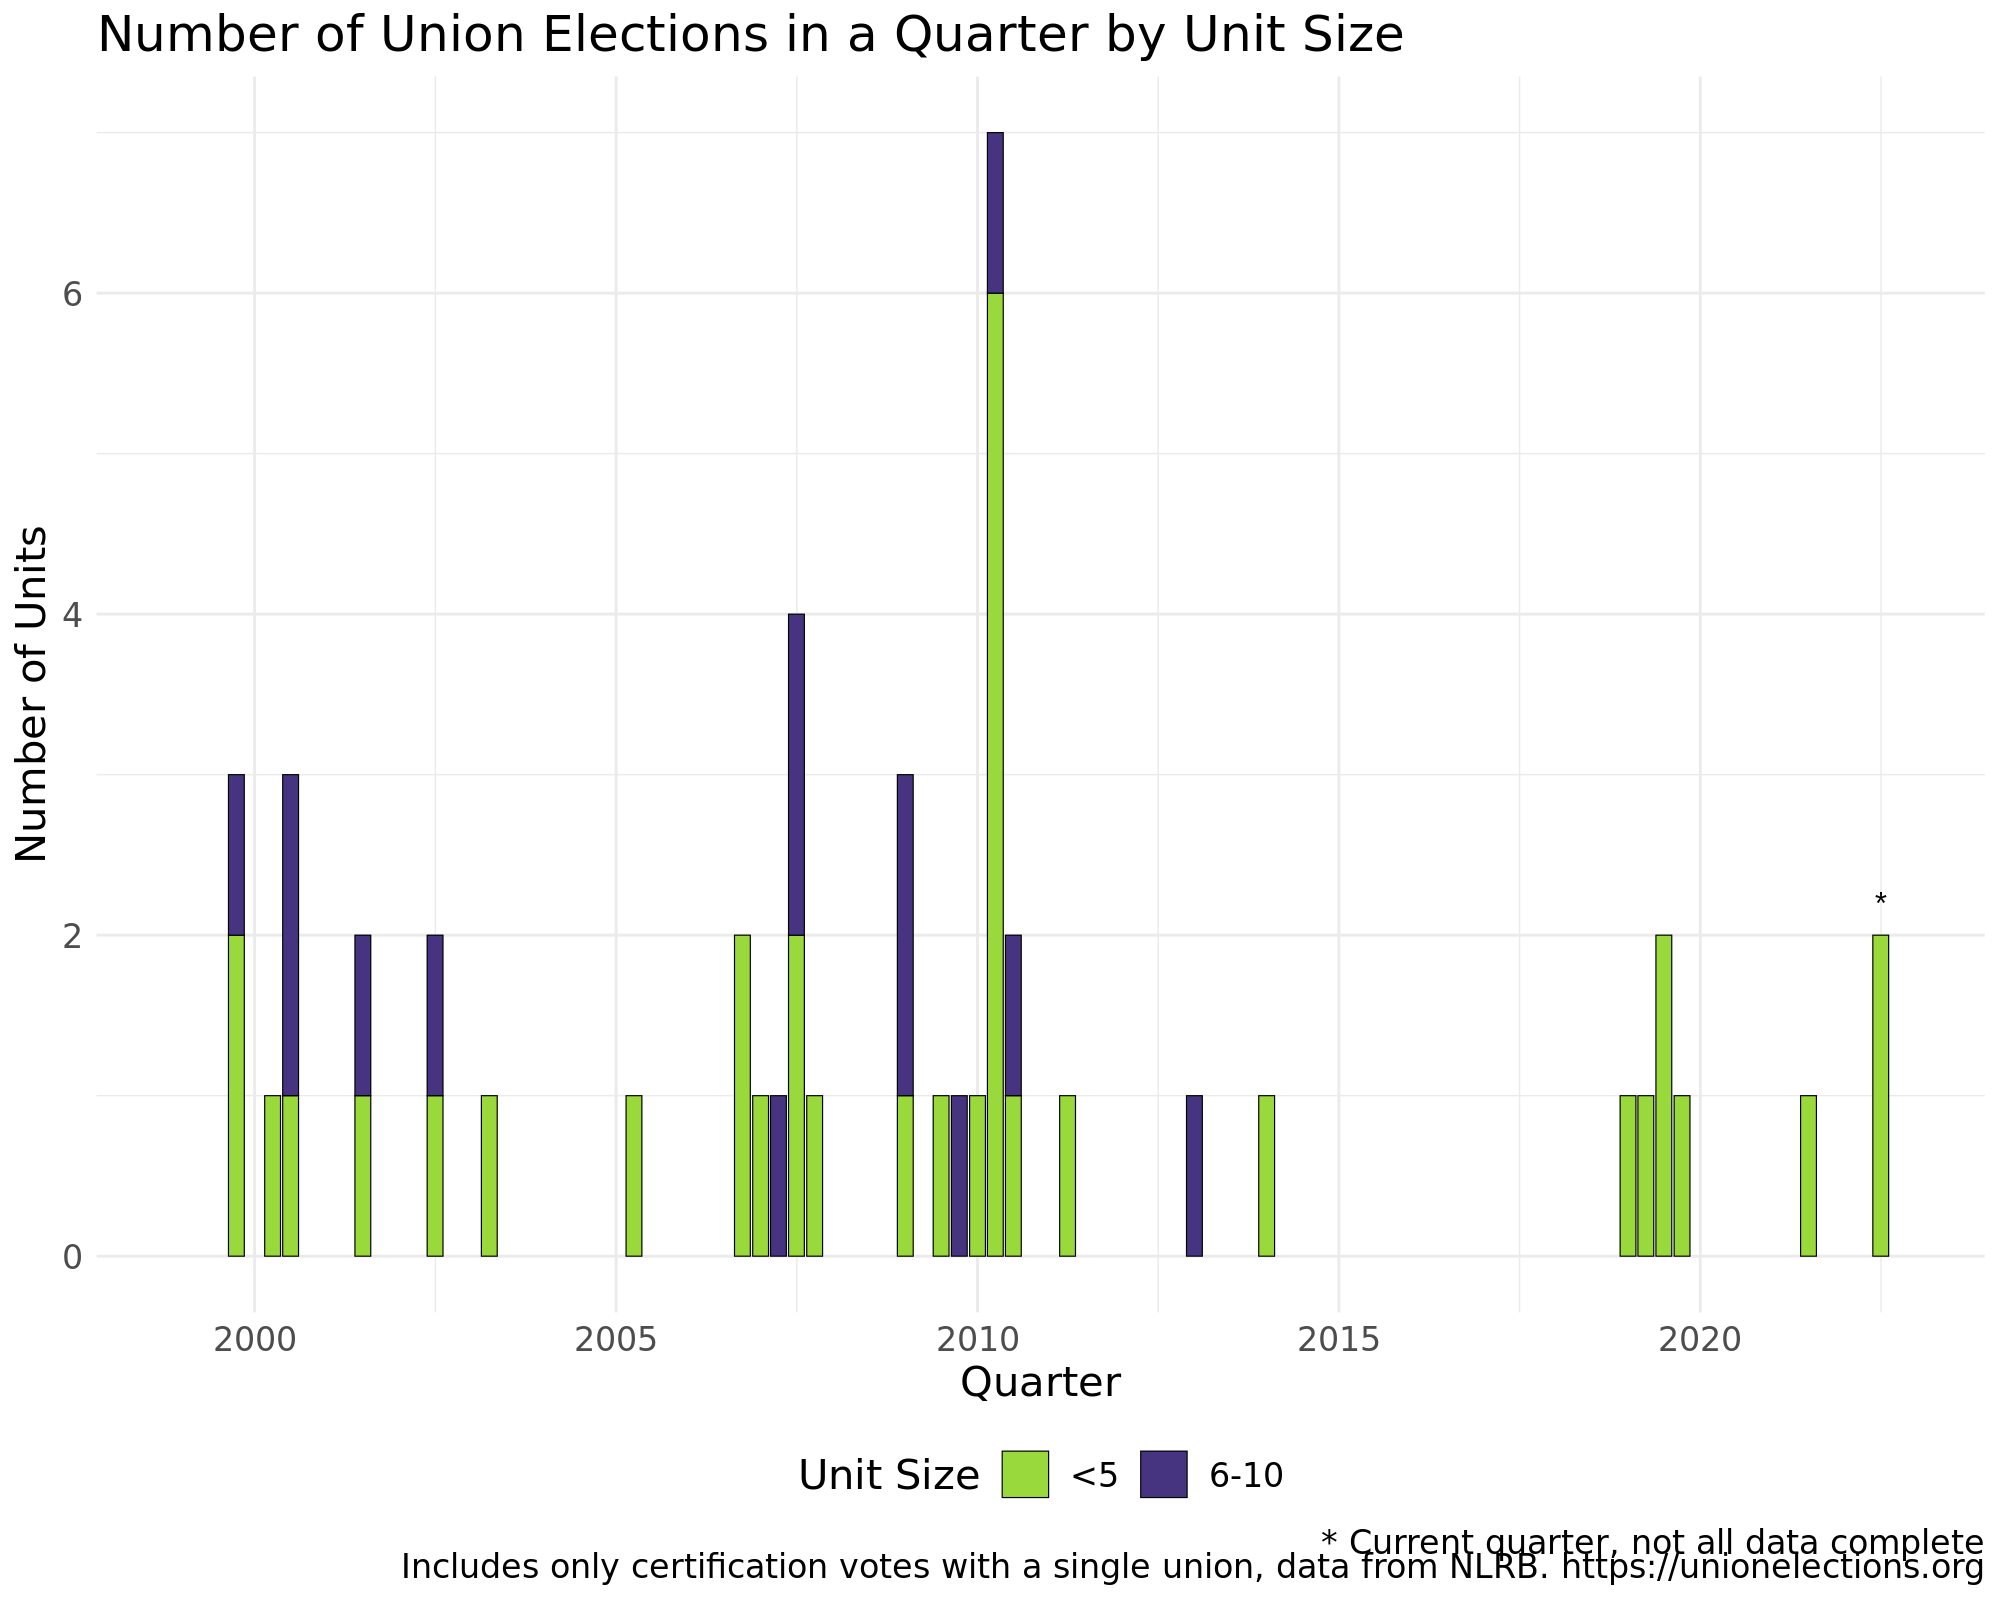 Number of Union Elections in a Quarter by Unit Size
Number of Units
6
4
2
0
*
2000 2005 2010 2015 2020
Quarter
Unit Size <5 6-10
* Current quarter, not all data complete
Includes only certification votes with a single union, data from NLRB. https://unionelections.org